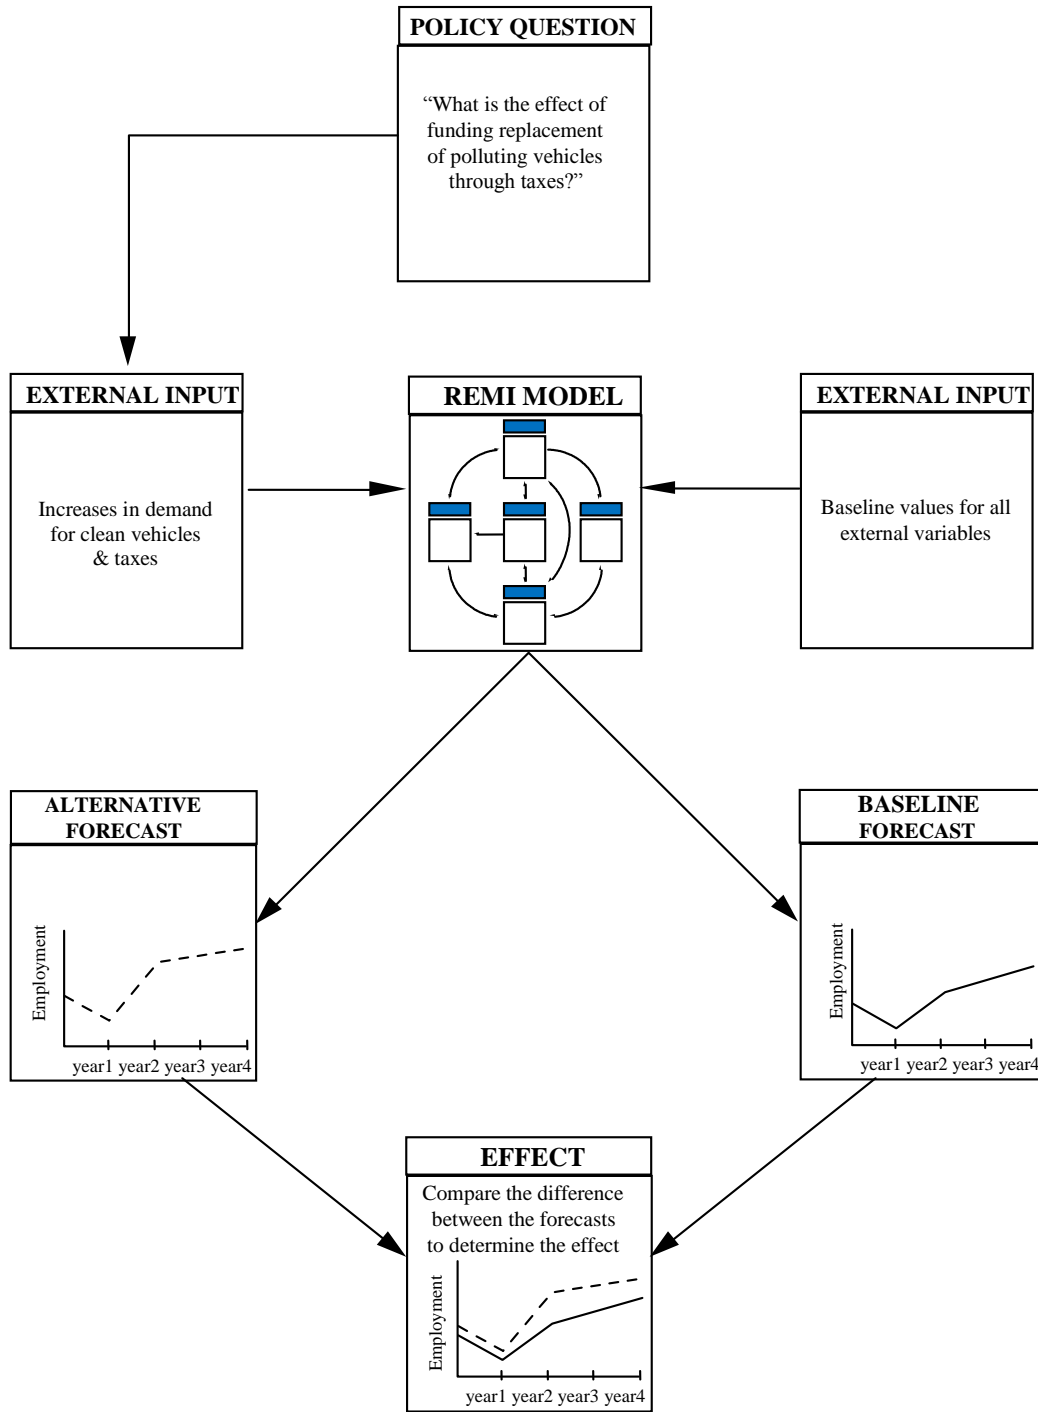 POLICY QUESTION
“What is the effect of
funding replacement
of polluting vehicles
through taxes?”
EXTERNAL INPUT
Increases in demand
for clean vehicles
& taxes
REMI MODEL
EXTERNAL INPUT
Baseline values for all
external variables
ALTERNATIVE
FORECAST
Employment
year1 year2 year3 year4
BASELINE
FORECAST
Employment
year1 year2 year3 year4
EFFECT
Compare the difference
between the forecasts
to determine the effect
Employment
year1 year2 year3 year4